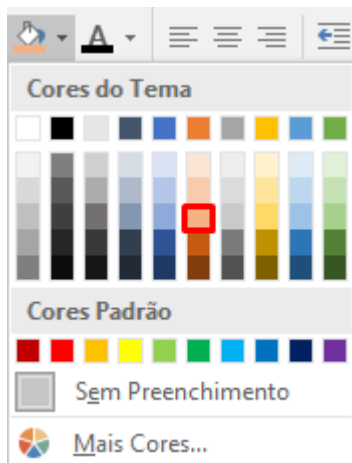 A
Cores do Tema
Cores Padrão
Sem Preenchimento
Mais Cores...